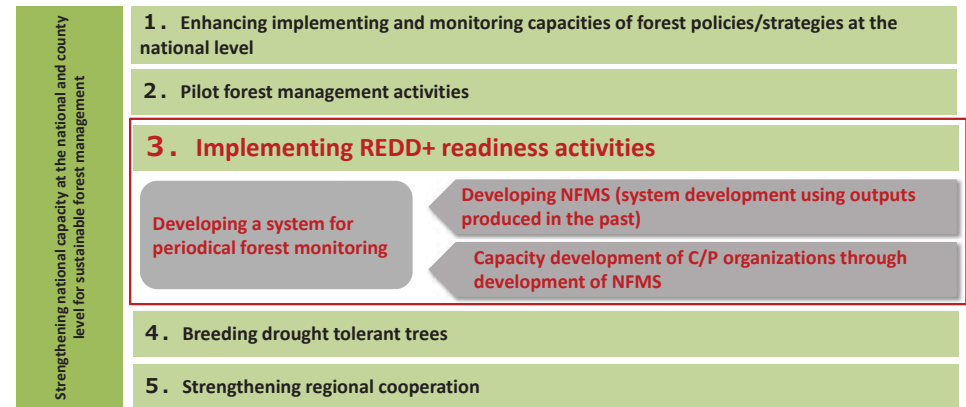 Strengthening national capacity at the national and county
level for sustainable forest management
1. Enhancing implementing and monitoring capacities of forest policies/strategies at the
national level
2. Pilot forest management activities
3. Implementing REDD+ readiness activities
Developing a system for
periodical forest monitoring
Developing NFMS (system development using outputs
produced in the past)
Capacity development of C/P organizations through
development of NFMS
4. Breeding drought tolerant trees
5. Strengthening regional cooperation